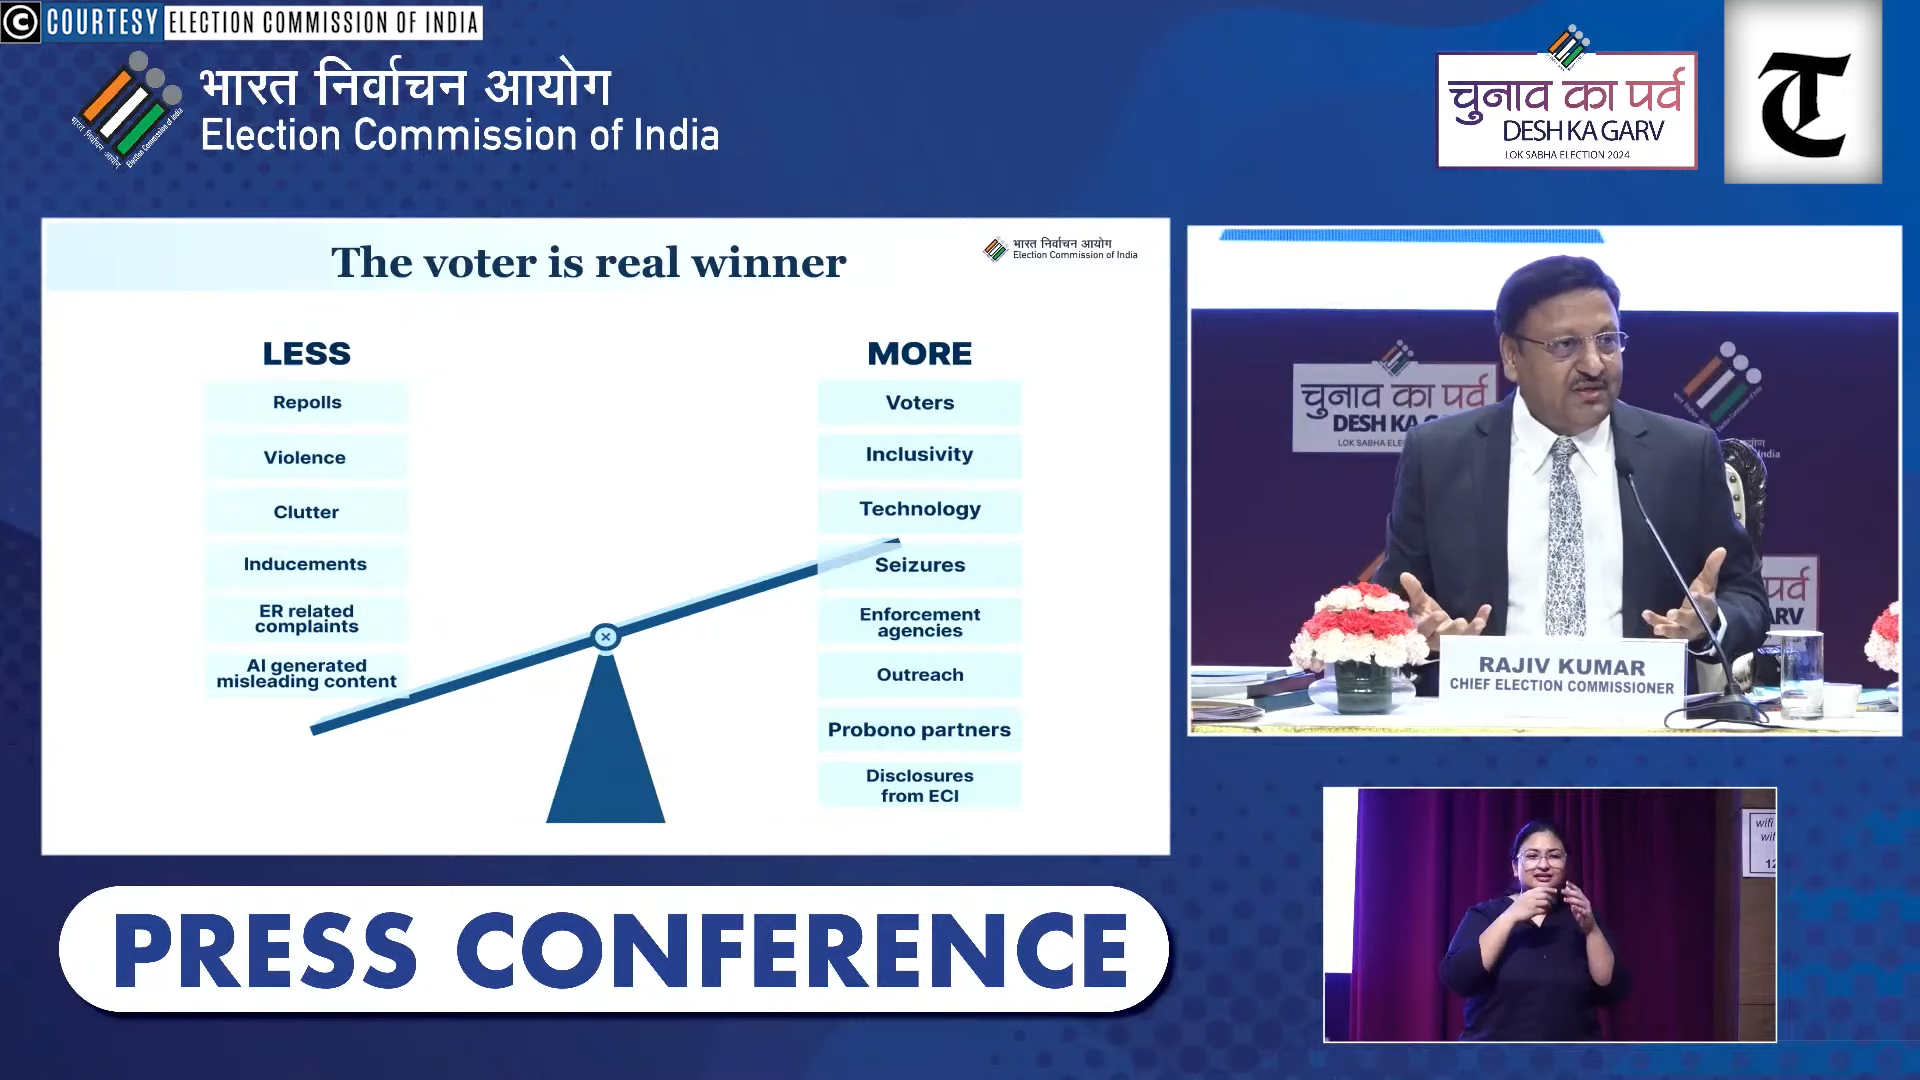 © COURTESY ELECTION COMMISSION OF INDIA
भारत निर्वाचन आयोग
Election Commission of India
चुनाव का पर्व
DESH KA GARV
LOK SABHA ELECTION 2024
T
The voter is real winner
भारत निर्वाचन आयोग
Election Commission of India
LESS
Repolls
Violence
Clutter
Inducements
ER related
complaints
AI generated
misleading content
MORE
Voters
Inclusivity
Technology
Seizures
Enforcement
agencies
Outreach
Probono partners
Disclosures
from ECI
चुनाव का पर्व
DESH KA
LOK SABHA
RAJIV KUMAR
CHIEF ELECTION COMMISSIONER
PRESS CONFERENCE
wifi